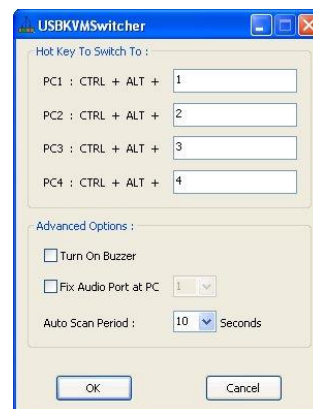 USBKVMSwitcher
Hot Key To Switch To :
PC1 : CTRL + ALT + 1
PC2 : CTRL + ALT + 2
PC3 : CTRL + ALT + 3
PC4 : CTRL + ALT + 4
Advanced Options :
Turn On Buzzer
Fix Audio Port at PC 1
Auto Scan Period : 10 Seconds
OK Cancel